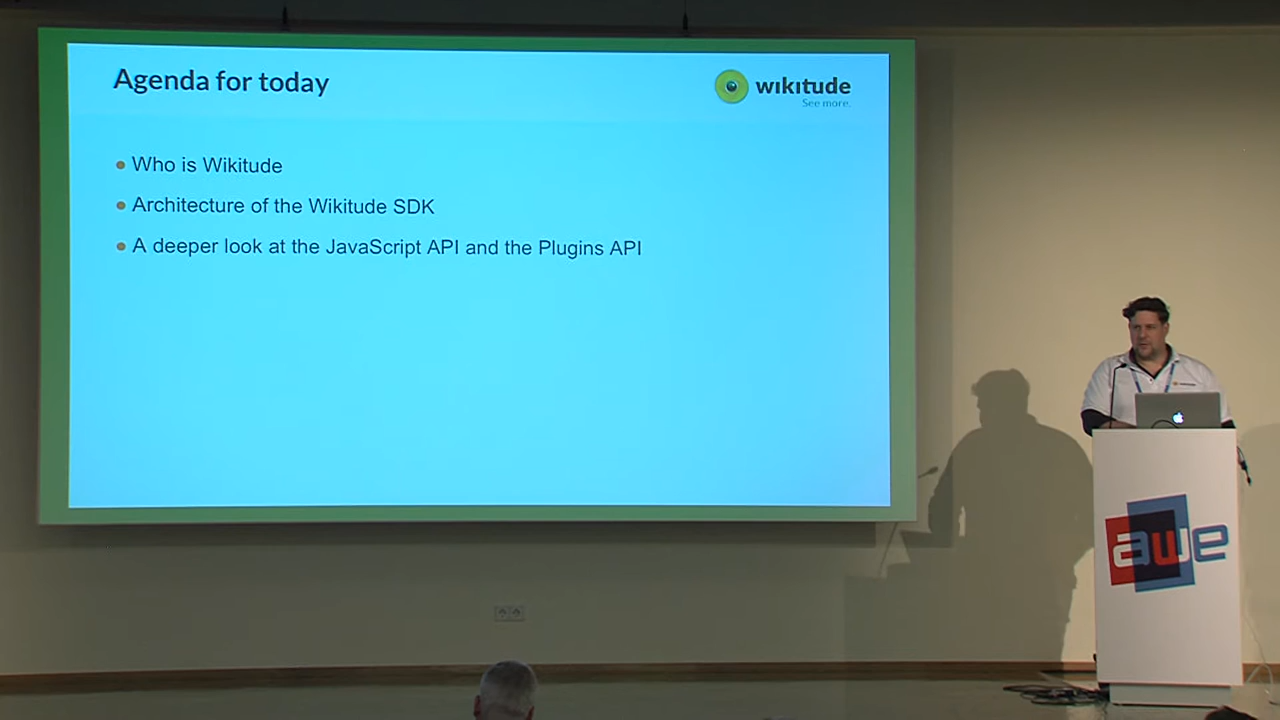 Agenda for today
wikitude
See more.
Who is Wikitude
Architecture of the Wikitude SDK
A deeper look at the JavaScript API and the Plugins API
awe